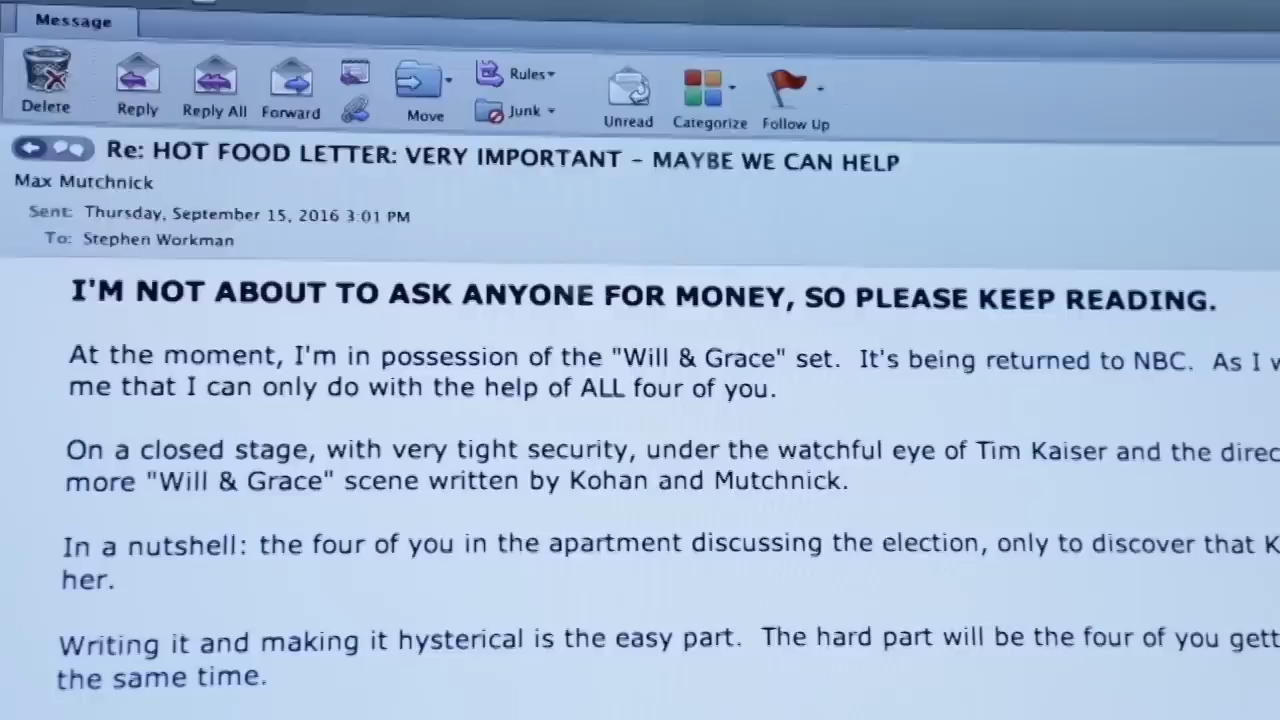 Message
Delete
Reply
Reply All
Forward
Move
Rules
Junk
Unread
Categorize
Follow Up
Re: HOT FOOD LETTER: VERY IMPORTANT – MAYBE WE CAN HELP
Max Mutchnick
Sent: Thursday, September 15, 2016 3:01 PM
To: Stephen Workman
I'M NOT ABOUT TO ASK ANYONE FOR MONEY, SO PLEASE KEEP READING.
At the moment, I'm in possession of the "Will & Grace" set. It's being returned to NBC. As I
me that I can only do with the help of ALL four of you.
On a closed stage, with very tight security, under the watchful eye of Tim Kaiser and the direc
more "Will & Grace" scene written by Kohan and Mutchnick.
In a nutshell: the four of you in the apartment discussing the election, only to discover that K
her.
Writing it and making it hysterical is the easy part. The hard part will be the four of you gett
the same time.